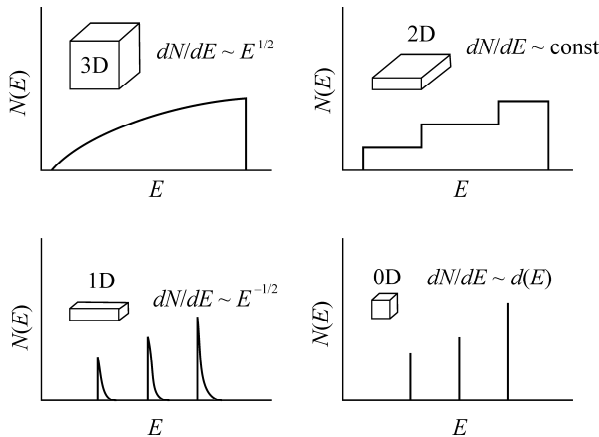 3D
dN/dE ~ E^1/2
N(E)
E
2D
dN/dE ~ const
N(E)
E
1D
dN/dE ~ E^−1/2
N(E)
E
0D
dN/dE ~ d(E)
N(E)
E